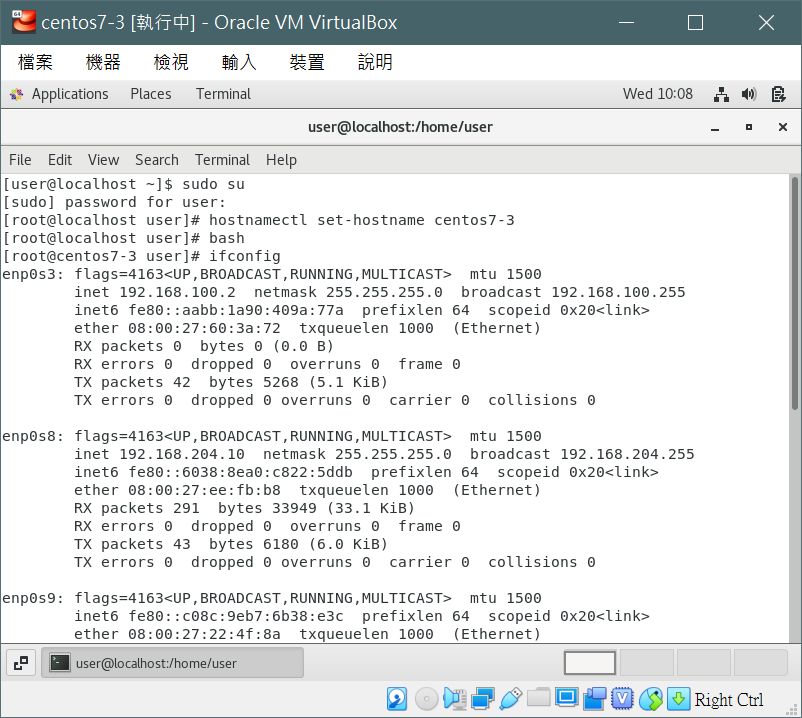 centos7-3 [執行中] - Oracle VM VirtualBox
檔案 機器 檢視 輸入 裝置 說明
Applications Places Terminal Wed 10:08
user@localhost:/home/user
File Edit View Search Terminal Help
[user@localhost ~]$ sudo su
[sudo] password for user:
[root@localhost user]# hostnamectl set-hostname centos7-3
[root@localhost user]# bash
[root@centos7-3 user]# ifconfig
enp0s3: flags=4163<UP,BROADCAST,RUNNING,MULTICAST>  mtu 1500
        inet 192.168.100.2  netmask 255.255.255.0  broadcast 192.168.100.255
        inet6 fe80::aabb:1a90:409a:77a  prefixlen 64  scopeid 0x20<link>
        ether 08:00:27:60:3a:72  txqueuelen 1000  (Ethernet)
        RX packets 0  bytes 0 (0.0 B)
        RX errors 0  dropped 0  overruns 0  frame 0
        TX packets 42  bytes 5268 (5.1 KiB)
        TX errors 0  dropped 0 overruns 0  carrier 0  collisions 0
enp0s8: flags=4163<UP,BROADCAST,RUNNING,MULTICAST>  mtu 1500
        inet 192.168.204.10  netmask 255.255.255.0  broadcast 192.168.204.255
        inet6 fe80::6038:8ea0:c822:5ddb  prefixlen 64  scopeid 0x20<link>
        ether 08:00:27:ee:fb:b8  txqueuelen 1000  (Ethernet)
        RX packets 291  bytes 33949 (33.1 KiB)
        RX errors 0  dropped 0  overruns 0  frame 0
        TX packets 43  bytes 6180 (6.0 KiB)
        TX errors 0  dropped 0 overruns 0  carrier 0  collisions 0
enp0s9: flags=4163<UP,BROADCAST,RUNNING,MULTICAST>  mtu 1500
        inet6 fe80::c08c:9eb7:6b38:e3c  prefixlen 64  scopeid 0x20<link>
        ether 08:00:27:22:4f:8a  txqueuelen 1000  (Ethernet)
user@localhost:/home/user
Right Ctrl